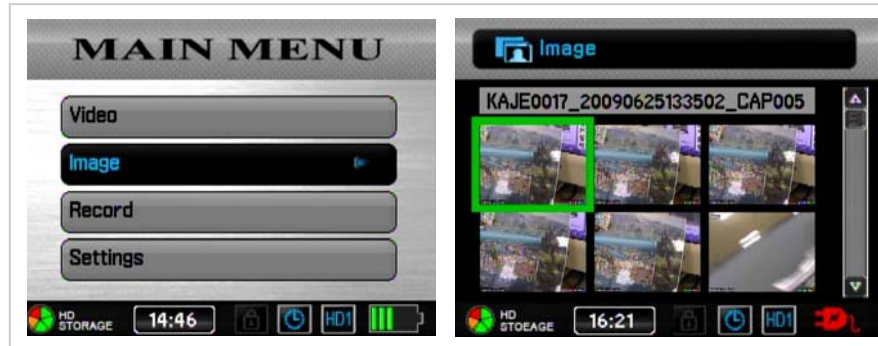 MAIN MENU
Video
Image
Record
Settings
HD
STORAGE
14:46
HD1
Image
KAJE0017_20090625133502_CAP005
HD
STOEAGE
16:21
HD1